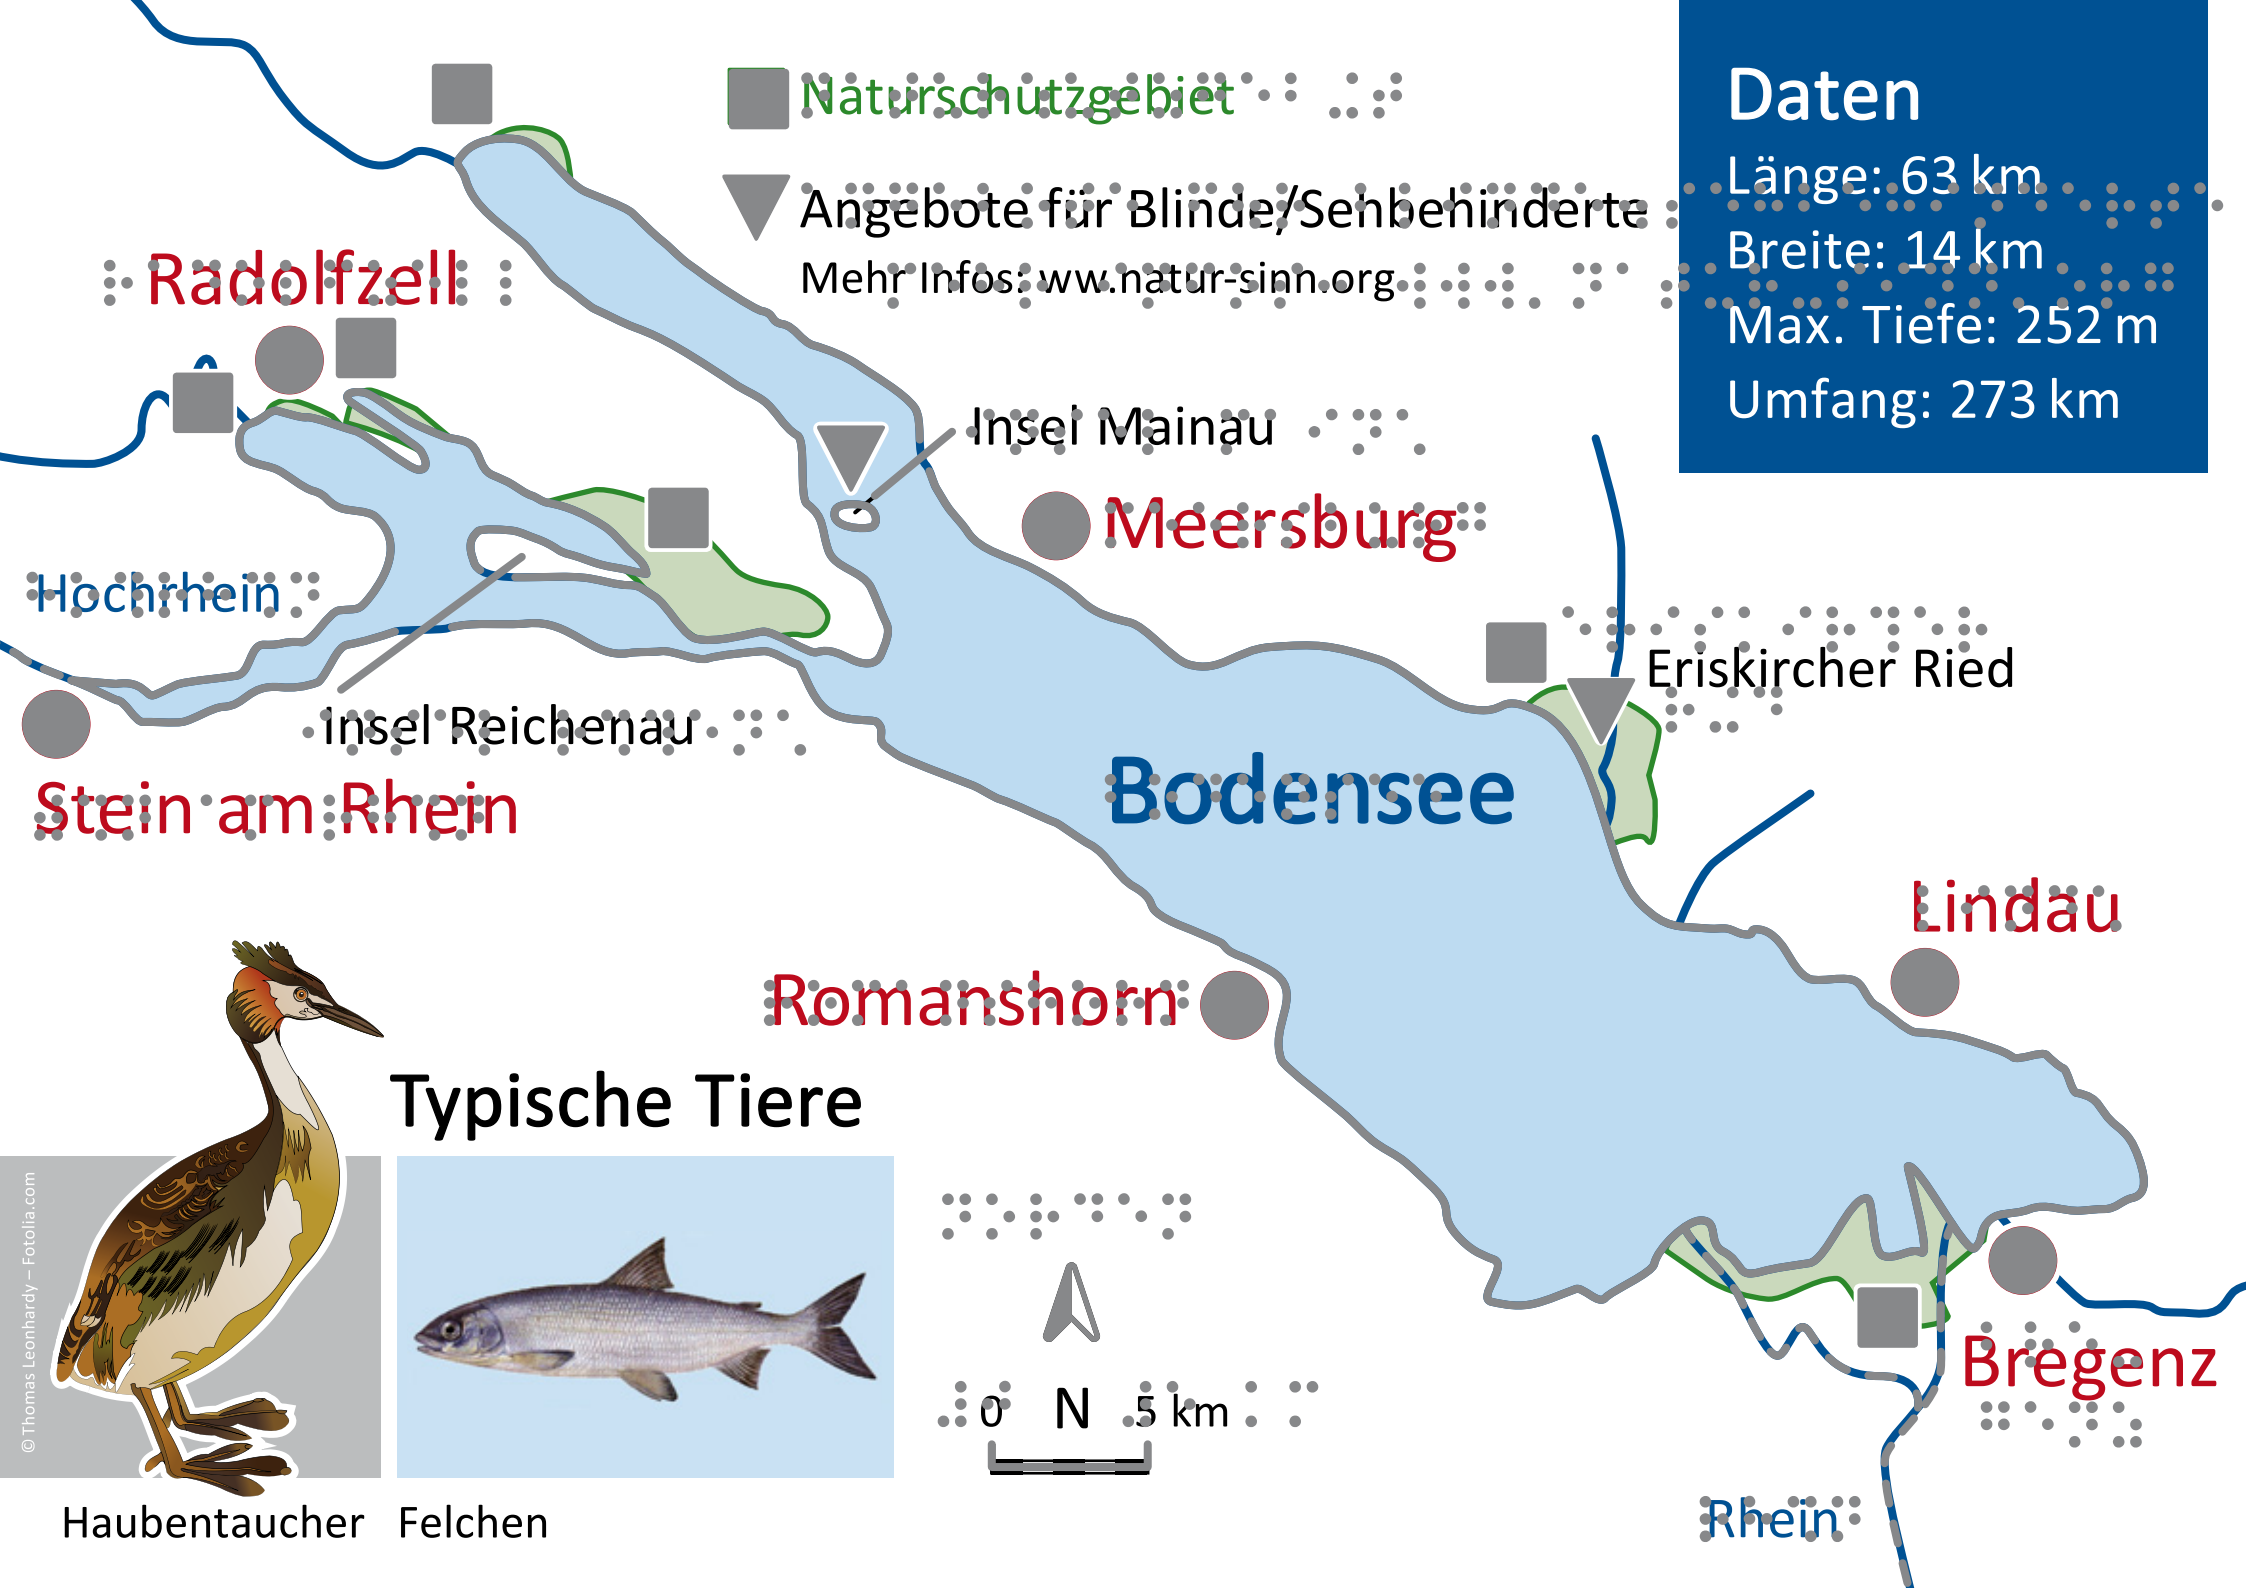 Naturschutzgebiet
Angebote für Blinde/Sehbehinderte
Mehr Infos: ww.natur-sinn.org
Daten
Länge: 63 km
Breite: 14 km
Max. Tiefe: 252 m
Umfang: 273 km
Radolfzell
Insel Mainau
Meersburg
Hochrhein
Eriskircher Ried
Insel Reichenau
Stein am Rhein
Bodensee
Lindau
Romanshorn
Typische Tiere
© Thomas Leonhardy – Fotolia.com
Bregenz
0 N 5 km
Haubentaucher
Felchen
Rhein